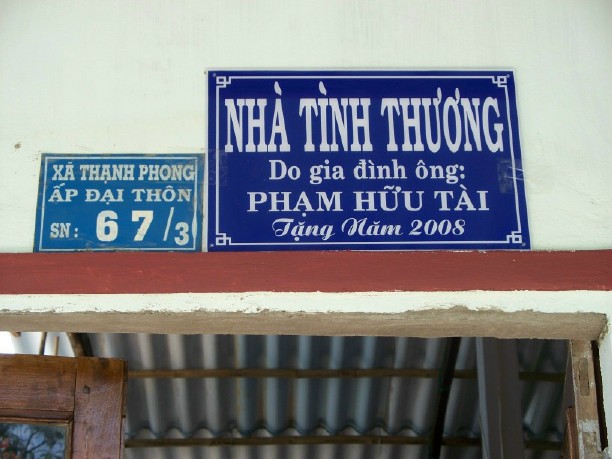 XÃ THẠNH PHONG
ẤP ĐẠI THÔN
SN: 67/3
NHÀ TÌNH THƯƠNG
Do gia đình ông:
PHẠM HỮU TÀI
Tặng Năm 2008